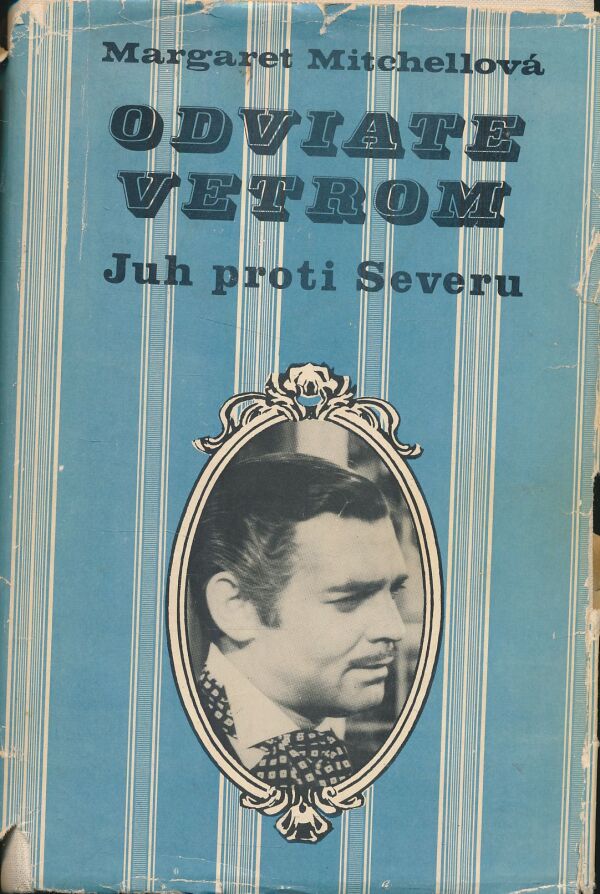 Margaret Mitchellová
ODVIATE
VETROM
Juh proti Severu